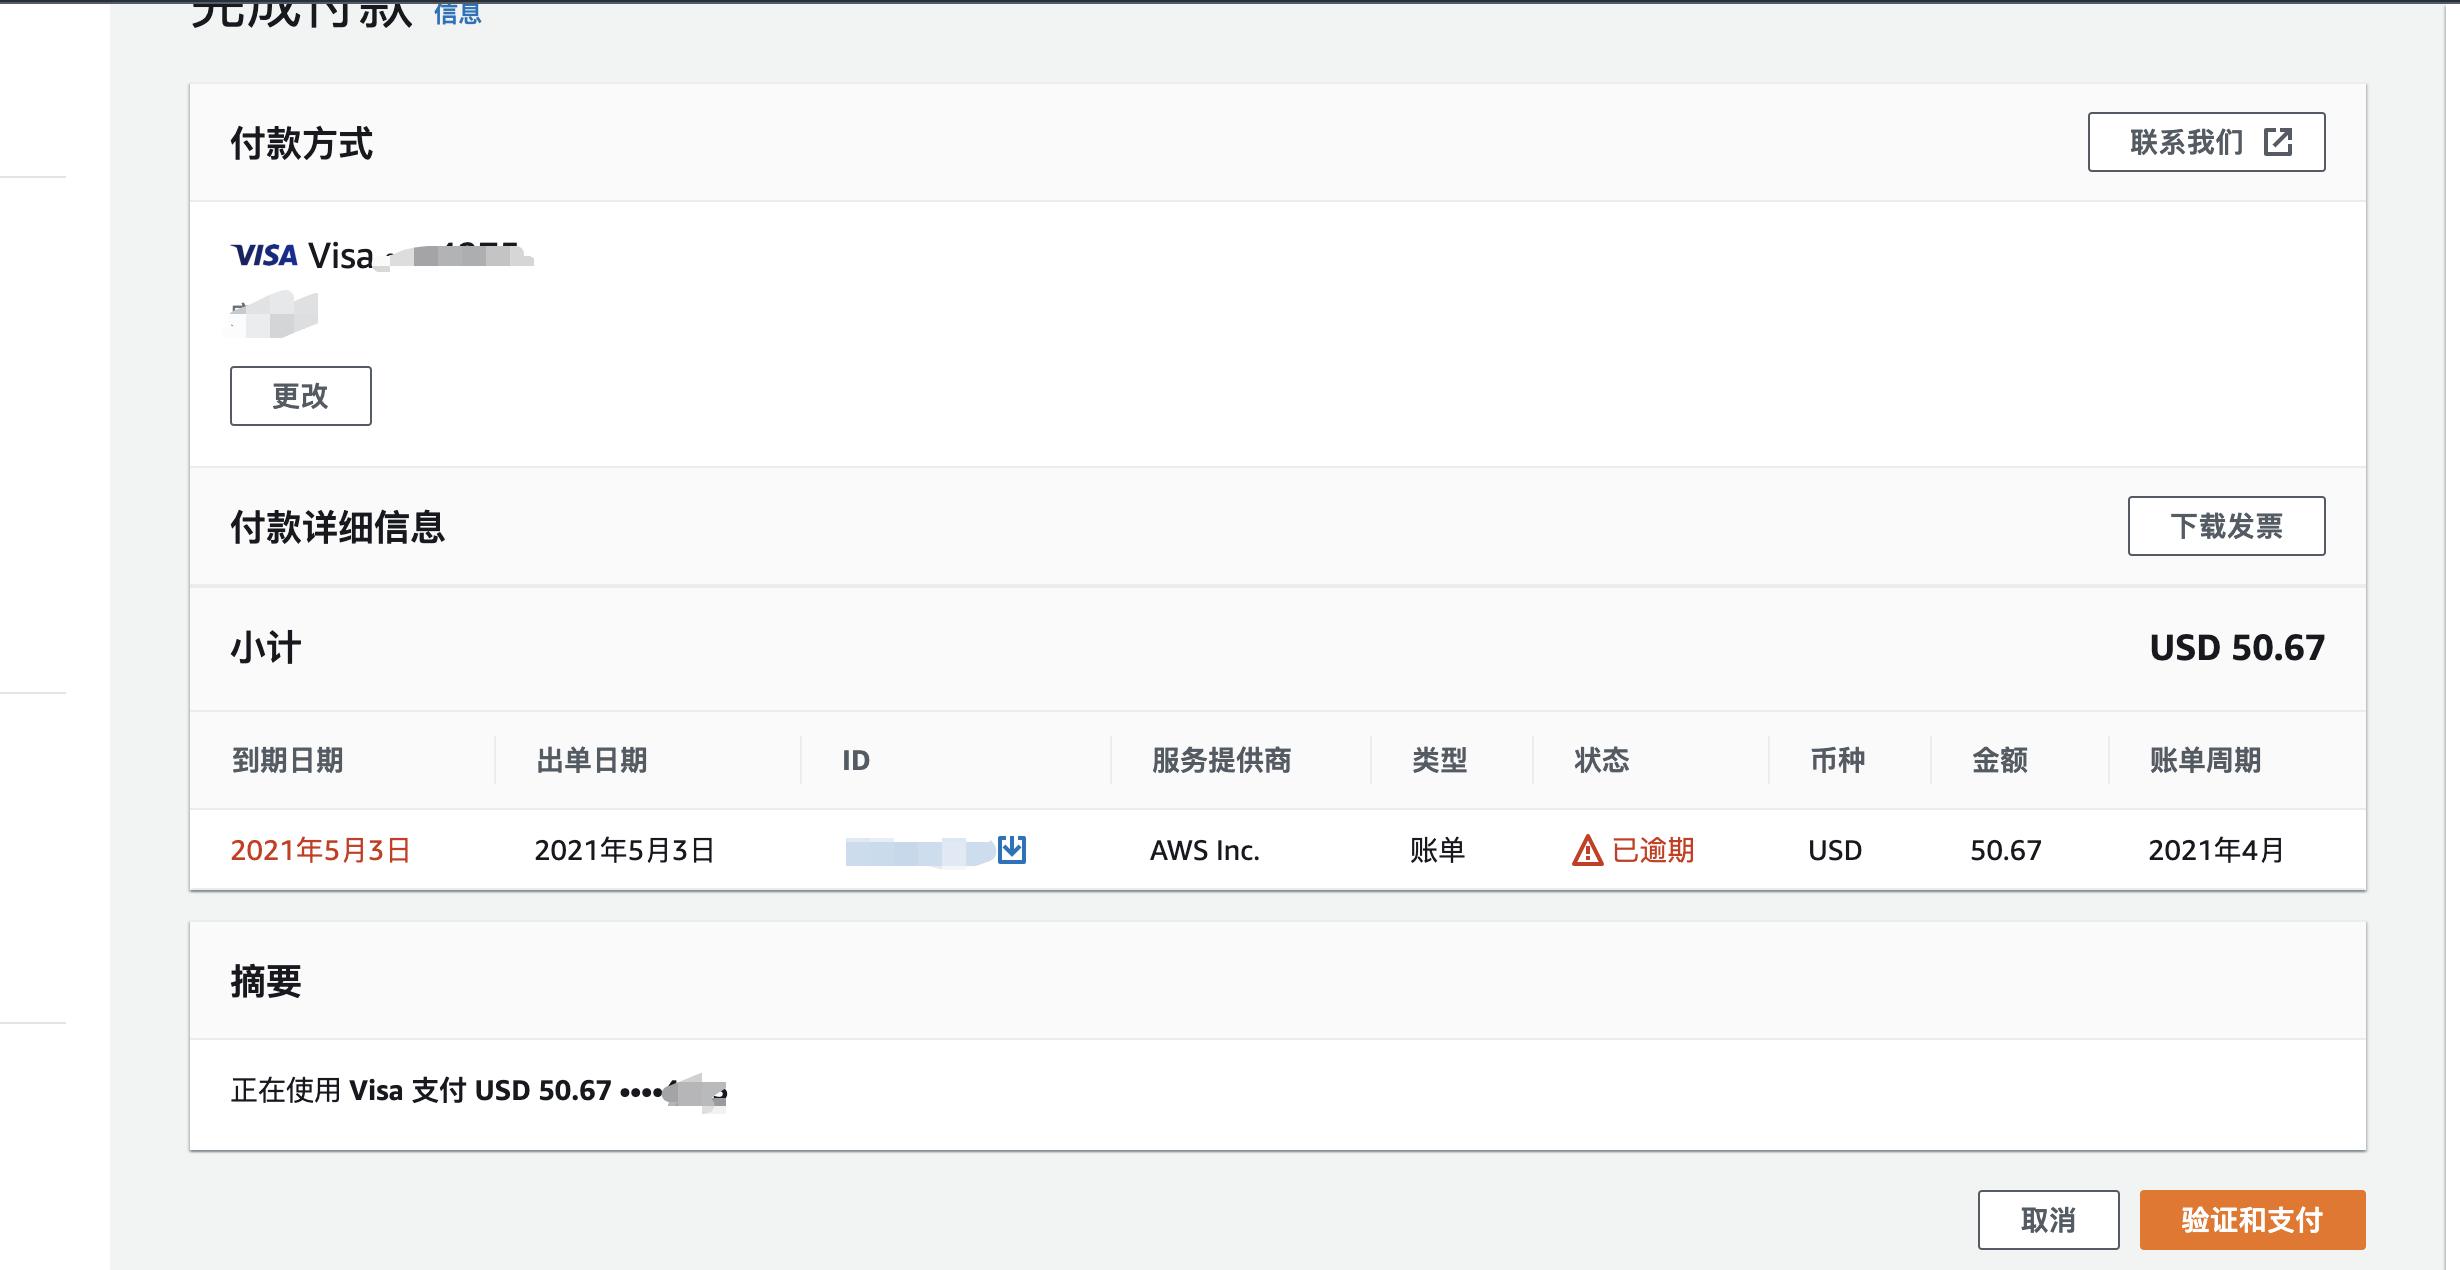 完成付款 信息
付款方式
联系我们
VISA Visa
更改
付款详细信息
下载发票
小计
USD 50.67
到期日期 出单日期 ID 服务提供商 类型 状态 币种 金额 账单周期
2021年5月3日 2021年5月3日 AWS Inc. 账单 已逾期 USD 50.67 2021年4月
摘要
正在使用 Visa 支付 USD 50.67 ••••
取消
验证和支付